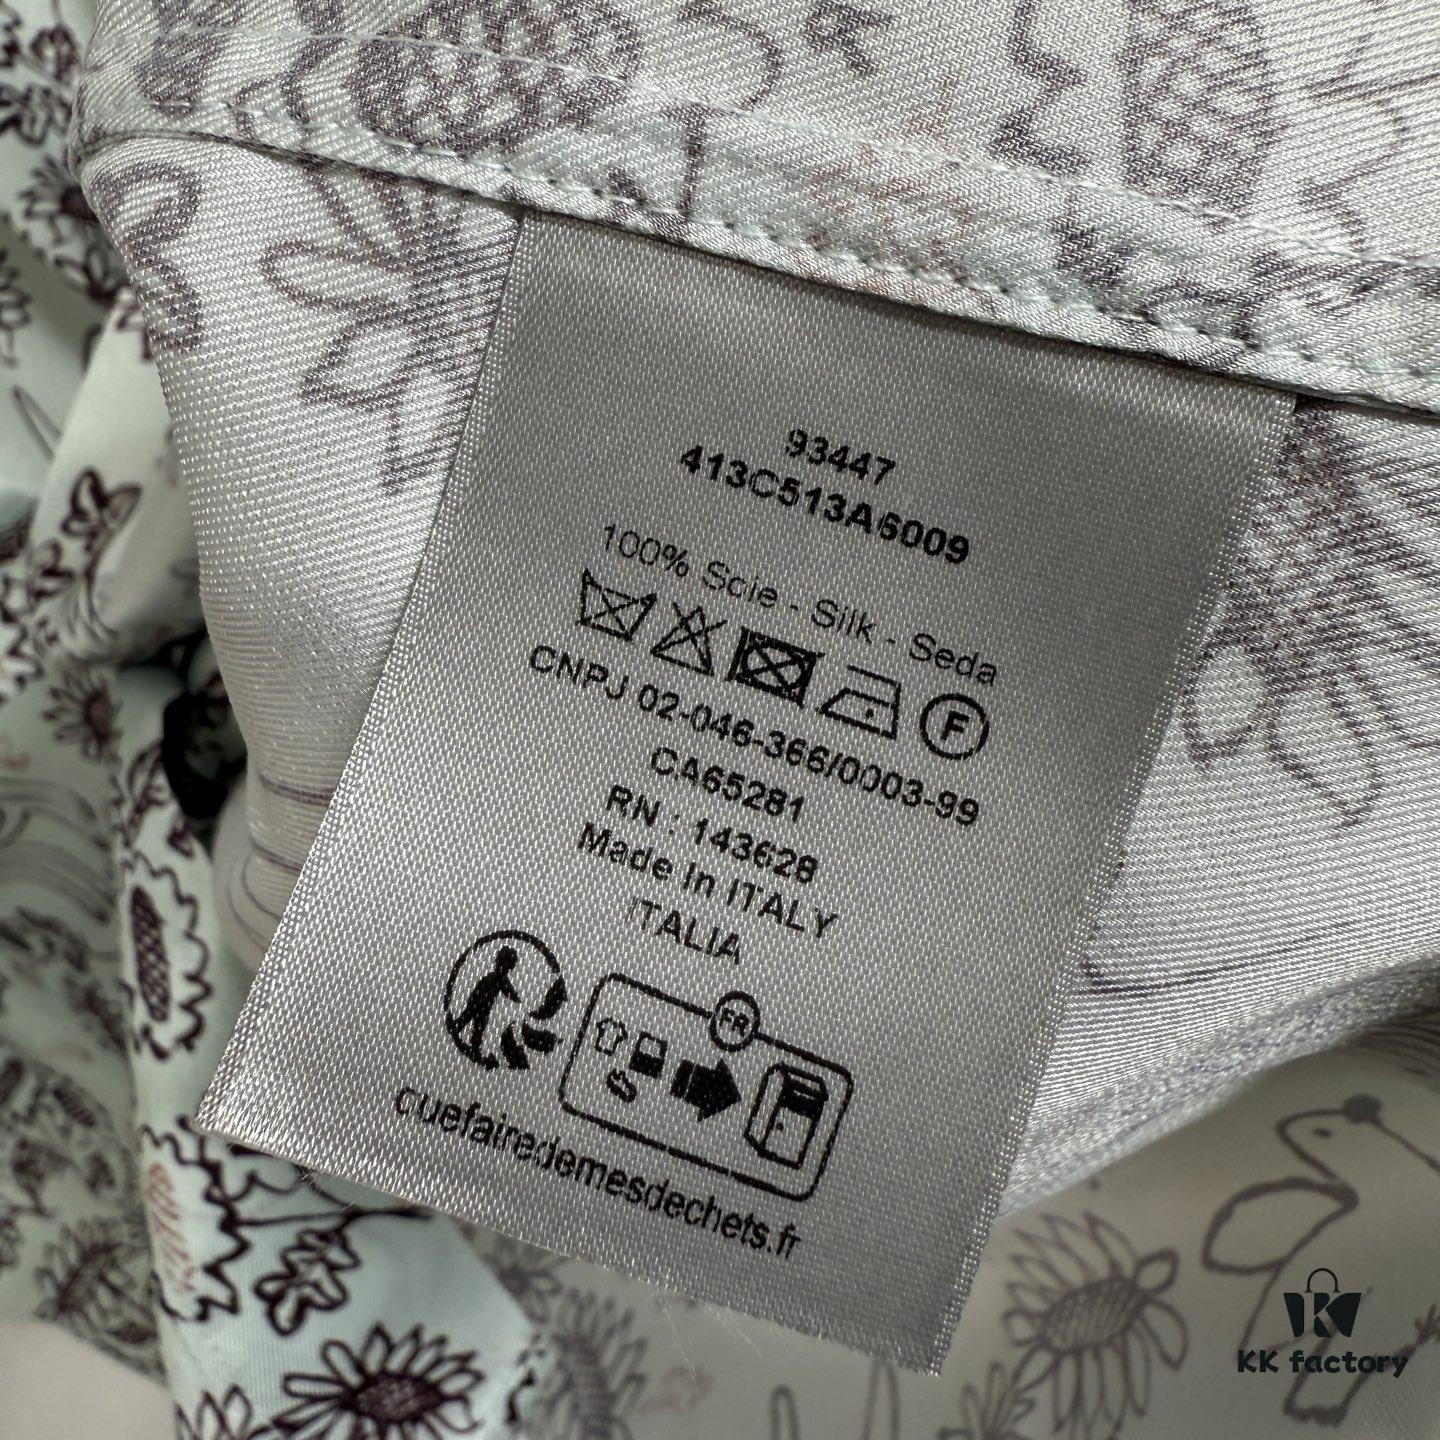 93447
413C513A6009
100% Soie - Silk - Seda
F
CNPJ 02-046-366/0003-99
CA65281
RN : 143628
Made In ITALY
ITALIA
FR
quefairedemesdechets.fr
KK factory